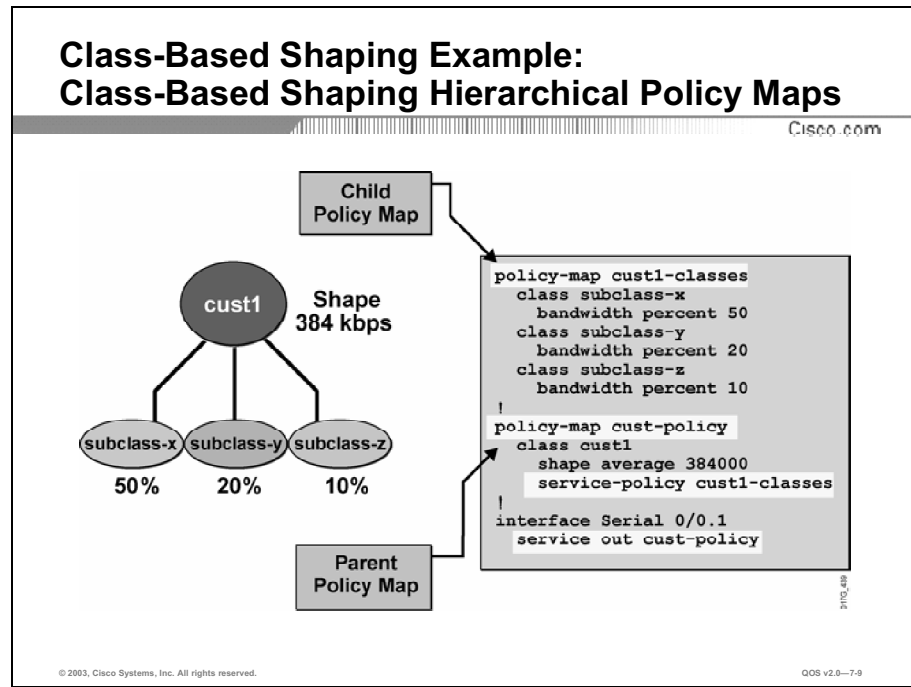 Class-Based Shaping Example:
Class-Based Shaping Hierarchical Policy Maps
Cisco.com
Child
Policy Map
cust1
Shape
384 kbps
subclass-x
subclass-y
subclass-z
50%
20%
10%
Parent
Policy Map
policy-map cust1-classes
class subclass-x
bandwidth percent 50
class subclass-y
bandwidth percent 20
class subclass-z
bandwidth percent 10
!
policy-map cust-policy
class cust1
shape average 384000
service-policy cust1-classes
!
interface Serial 0/0.1
service out cust-policy
© 2003, Cisco Systems, Inc. All rights reserved.
QOS v2.0—7-9